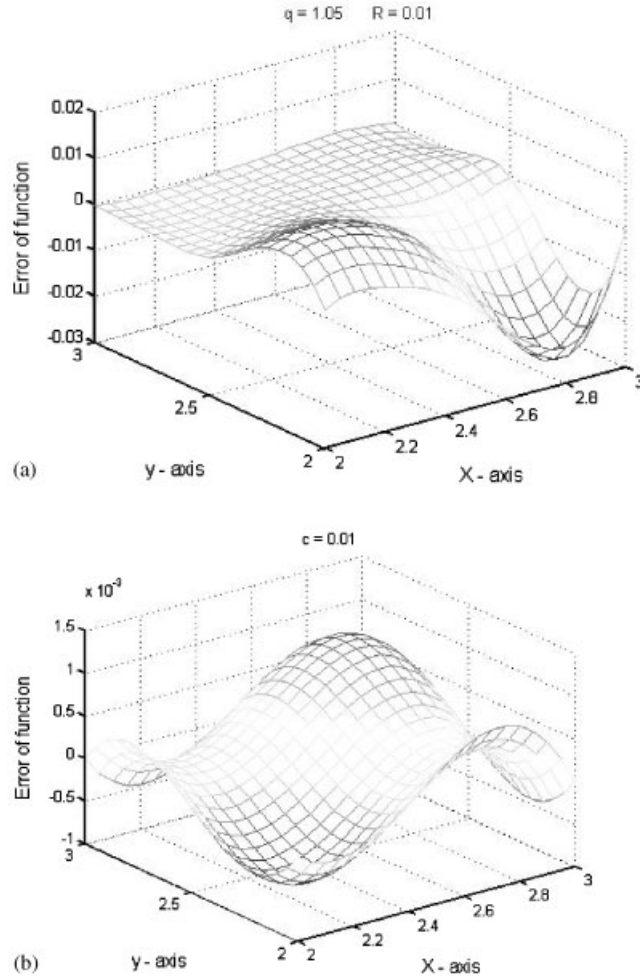 q = 1.05 R = 0.01
0.02
0.01
0
-0.01
-0.02
-0.03
Error of function
3
2.5
2
y - axis
2
2.2
2.4
2.6
2.8
3
X - axis
(a)
c = 0.01
x 10^-3
1.5
1
0.5
0
-0.5
-1
Error of function
3
2.5
2
y - axis
2
2.2
2.4
2.6
2.8
3
X - axis
(b)